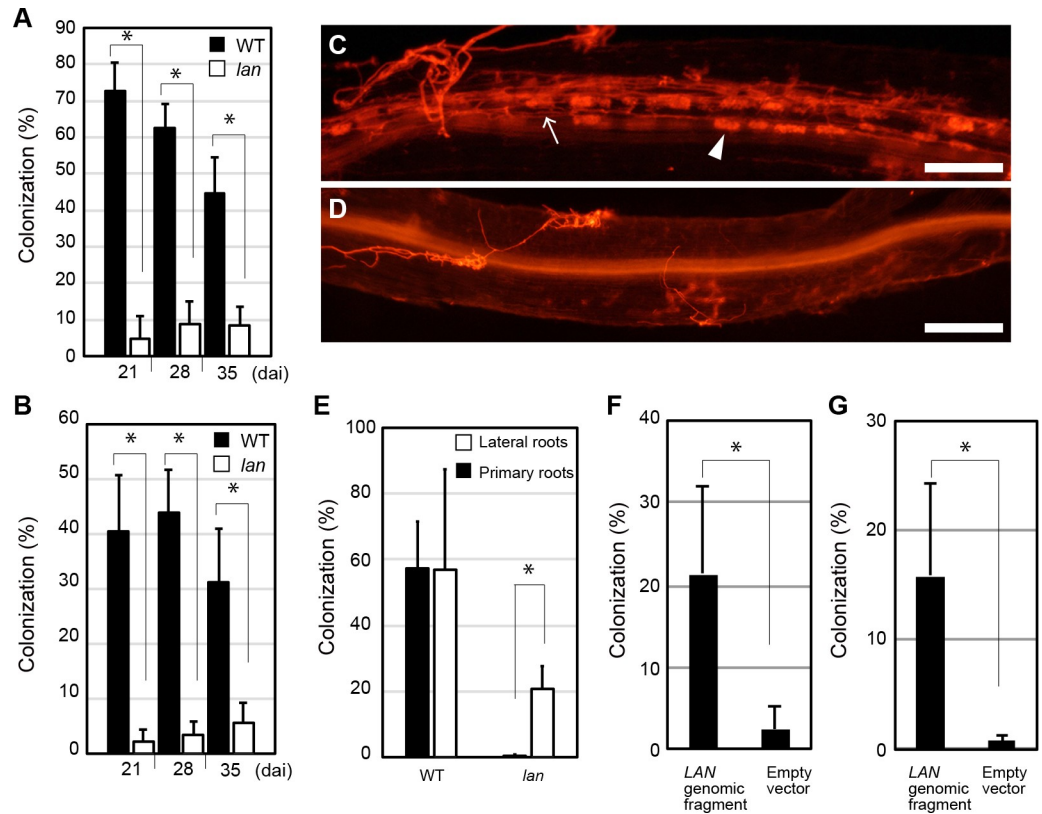 A
90
80
70
60
50
40
30
20
10
0
Colonization (%)
*
*
*
WT
lan
21 28 35 (dai)
C
D
B
60
50
40
30
20
10
0
Colonization (%)
*
*
*
WT
lan
21 28 35 (dai)
E
100
80
60
40
20
0
Colonization (%)
Lateral roots
Primary roots
*
WT lan
F
40
30
20
10
0
Colonization (%)
*
LAN
genomic
fragment
Empty
vector
G
30
20
10
0
Colonization (%)
*
LAN
genomic
fragment
Empty
vector